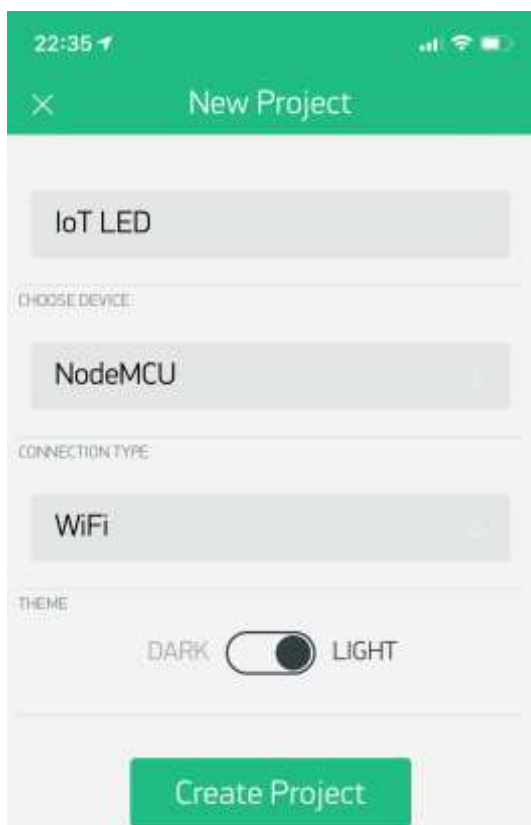 22:35
New Project
IoT LED
CHOOSE DEVICE
NodeMCU
CONNECTION TYPE
WiFi
THEME
DARK LIGHT
Create Project